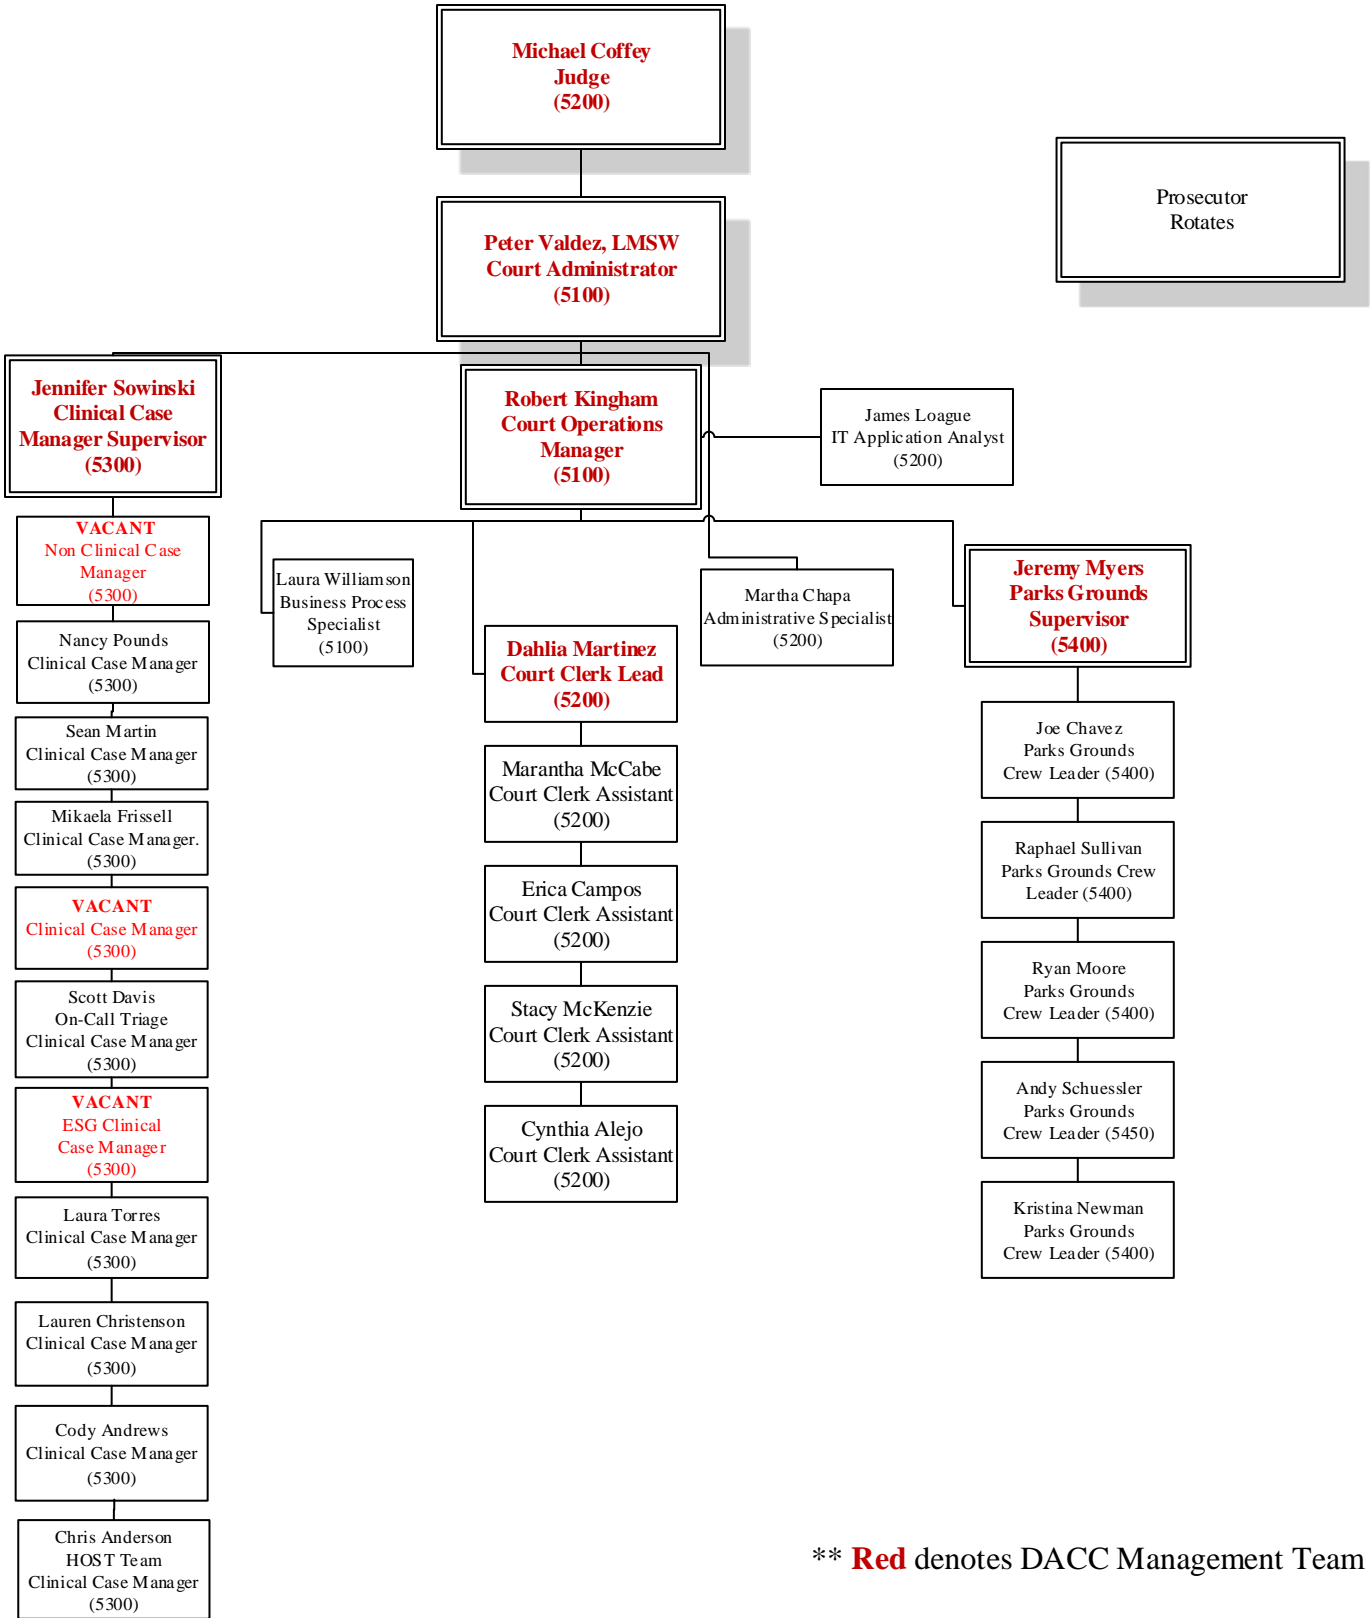 Michael Coffey
Judge
(5200)
Prosecutor
Rotates
Peter Valdez, LMSW
Court Administrator
(5100)
Jennifer Sowinski
Clinical Case
Manager Supervisor
(5300)
Robert Kingham
Court Operations
Manager
(5100)
James Loague
IT Application Analyst
(5200)
VACANT
Non Clinical Case
Manager
(5300)
Nancy Pounds
Clinical Case Manager
(5300)
Sean Martin
Clinical Case Manager
(5300)
Mikaela Frissell
Clinical Case Manager.
(5300)
VACANT
Clinical Case Manager
(5300)
Scott Davis
On-Call Triage
Clinical Case Manager
(5300)
VACANT
ESG Clinical
Case Manager
(5300)
Laura Torres
Clinical Case Manager
(5300)
Lauren Christenson
Clinical Case Manager
(5300)
Cody Andrews
Clinical Case Manager
(5300)
Chris Anderson
HOST Team
Clinical Case Manager
(5300)
Laura Williamson
Business Process
Specialist
(5100)
Dahlia Martinez
Court Clerk Lead
(5200)
Marantha McCabe
Court Clerk Assistant
(5200)
Erica Campos
Court Clerk Assistant
(5200)
Stacy McKenzie
Court Clerk Assistant
(5200)
Cynthia Alejo
Court Clerk Assistant
(5200)
Martha Chapa
Administrative Specialist
(5200)
Jeremy Myers
Parks Grounds
Supervisor
(5400)
Joe Chavez
Parks Grounds
Crew Leader (5400)
Raphael Sullivan
Parks Grounds Crew
Leader (5400)
Ryan Moore
Parks Grounds
Crew Leader (5400)
Andy Schuessler
Parks Grounds
Crew Leader (5450)
Kristina Newman
Parks Grounds
Crew Leader (5400)
** Red denotes DACC Management Team